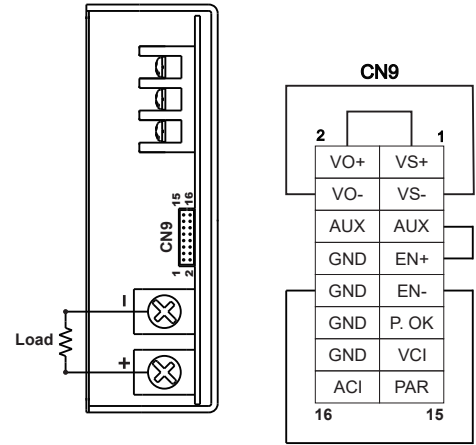 15
16
CN9
1
2
Load
–
+
CN9
2 1
VO+ VS+
VO- VS-
AUX AUX
GND EN+
GND EN-
GND P. OK
GND VCI
ACI PAR
16 15